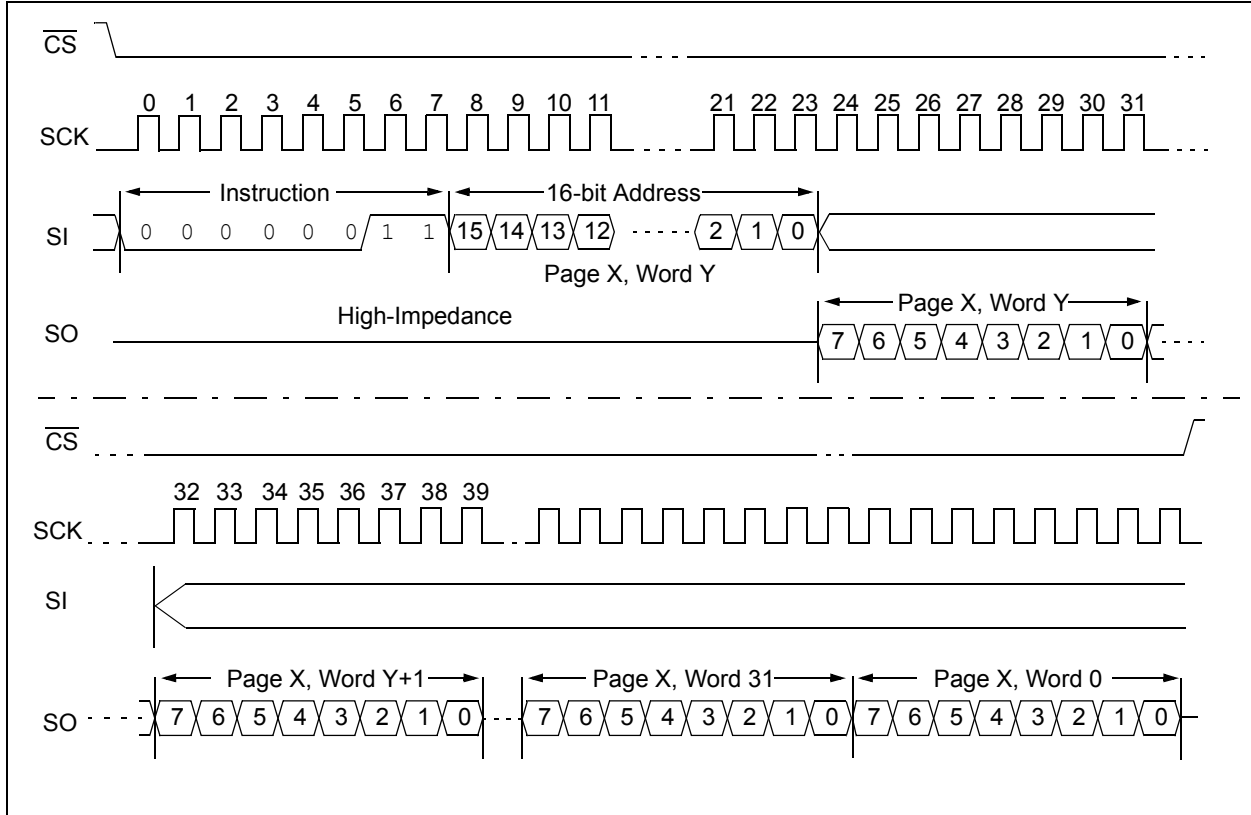 CS
0 1 2 3 4 5 6 7 8 9 10 11 21 22 23 24 25 26 27 28 29 30 31
SCK
Instruction 16-bit Address
SI 0 0 0 0 0 0 1 1 15 14 13 12 2 1 0
Page X, Word Y
High-Impedance Page X, Word Y
SO 7 6 5 4 3 2 1 0
CS
32 33 34 35 36 37 38 39
SCK
SI
Page X, Word Y+1 Page X, Word 31 Page X, Word 0
SO 7 6 5 4 3 2 1 0 7 6 5 4 3 2 1 0 7 6 5 4 3 2 1 0